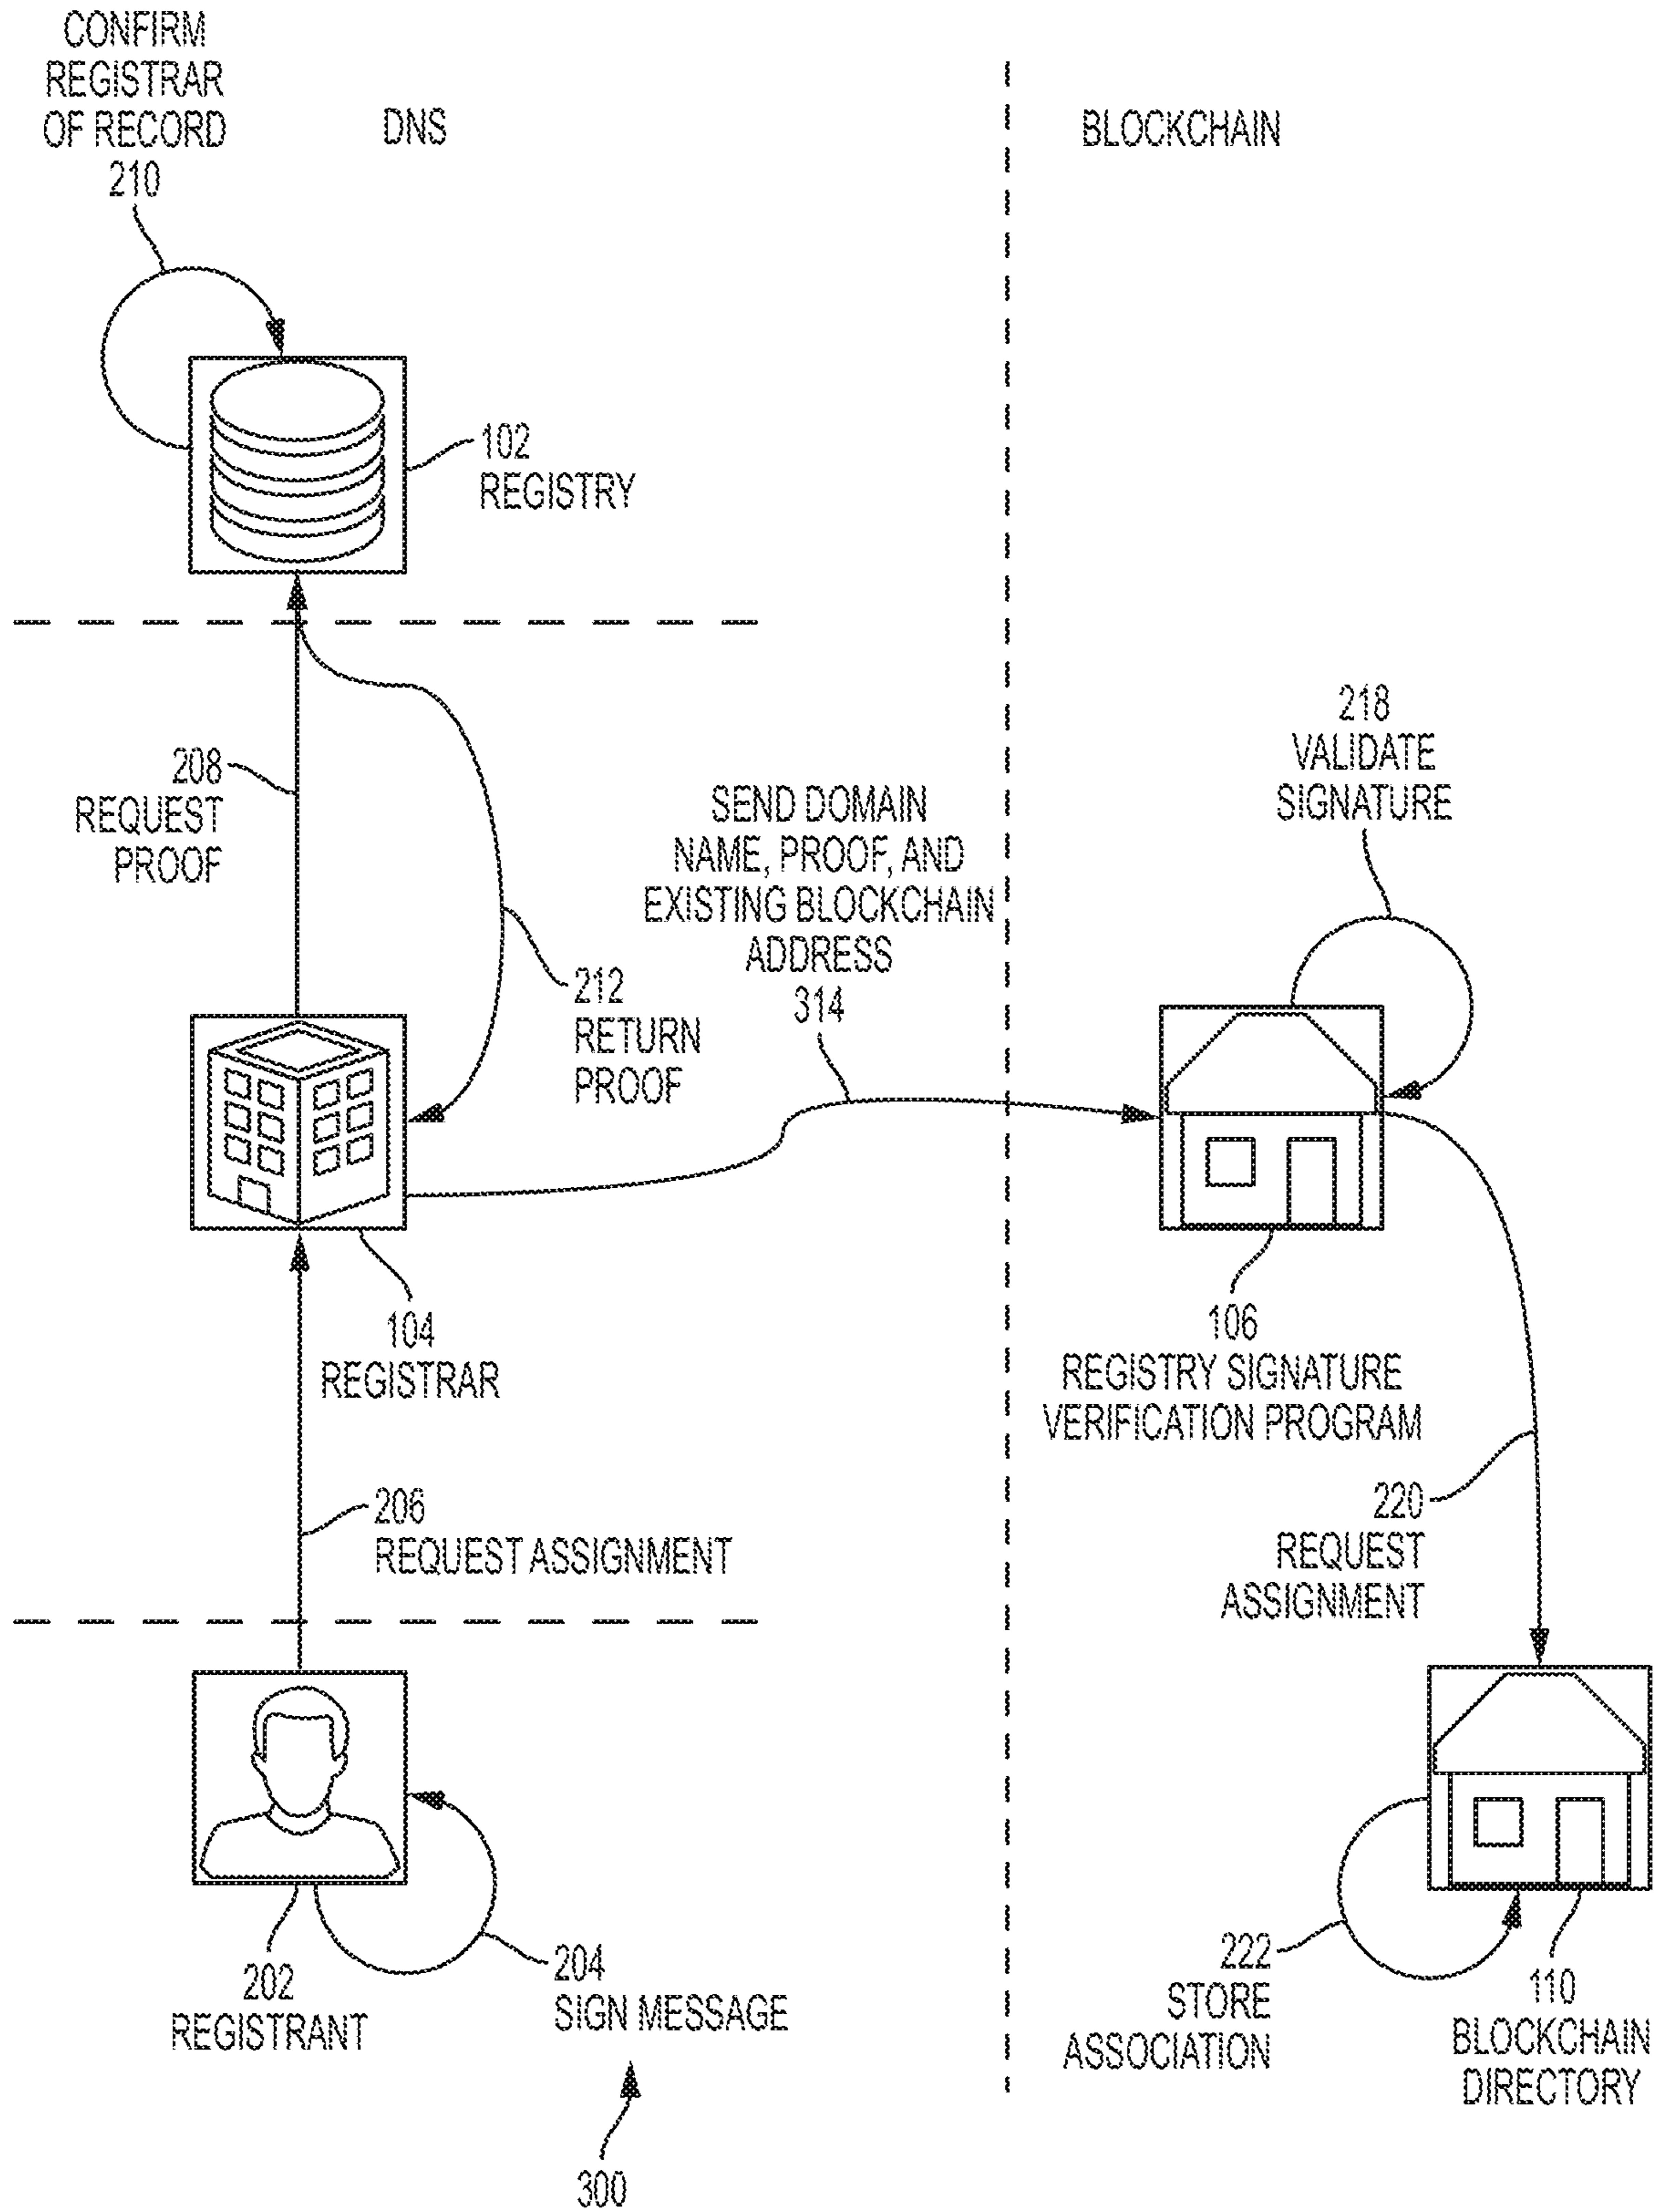 CONFIRM
REGISTRAR
OF RECORD
210
DNS
BLOCKCHAIN
102
REGISTRY
208
REQUEST
PROOF
212
RETURN
PROOF
SEND DOMAIN
NAME, PROOF, AND
EXISTING BLOCKCHAIN
ADDRESS
314
218
VALIDATE
SIGNATURE
104
REGISTRAR
106
REGISTRY SIGNATURE
VERIFICATION PROGRAM
206
REQUEST ASSIGNMENT
220
REQUEST
ASSIGNMENT
202
REGISTRANT
204
SIGN MESSAGE
222
STORE
ASSOCIATION
110
BLOCKCHAIN
DIRECTORY
300